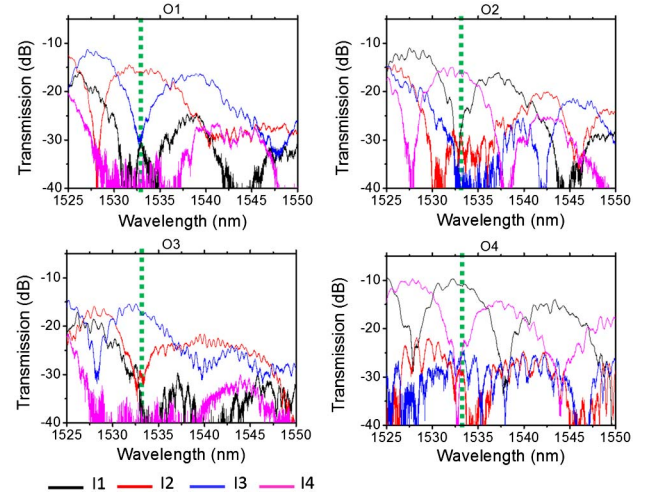 O1
Transmission (dB)
-10
-20
-30
-40
1525 1530 1535 1540 1545 1550
Wavelength (nm)
O2
Transmission (dB)
-10
-20
-30
-40
1525 1530 1535 1540 1545 1550
Wavelength (nm)
O3
Transmission (dB)
-10
-20
-30
-40
1525 1530 1535 1540 1545 1550
Wavelength (nm)
O4
Transmission (dB)
-10
-20
-30
-40
1525 1530 1535 1540 1545 1550
Wavelength (nm)
I1 I2 I3 I4